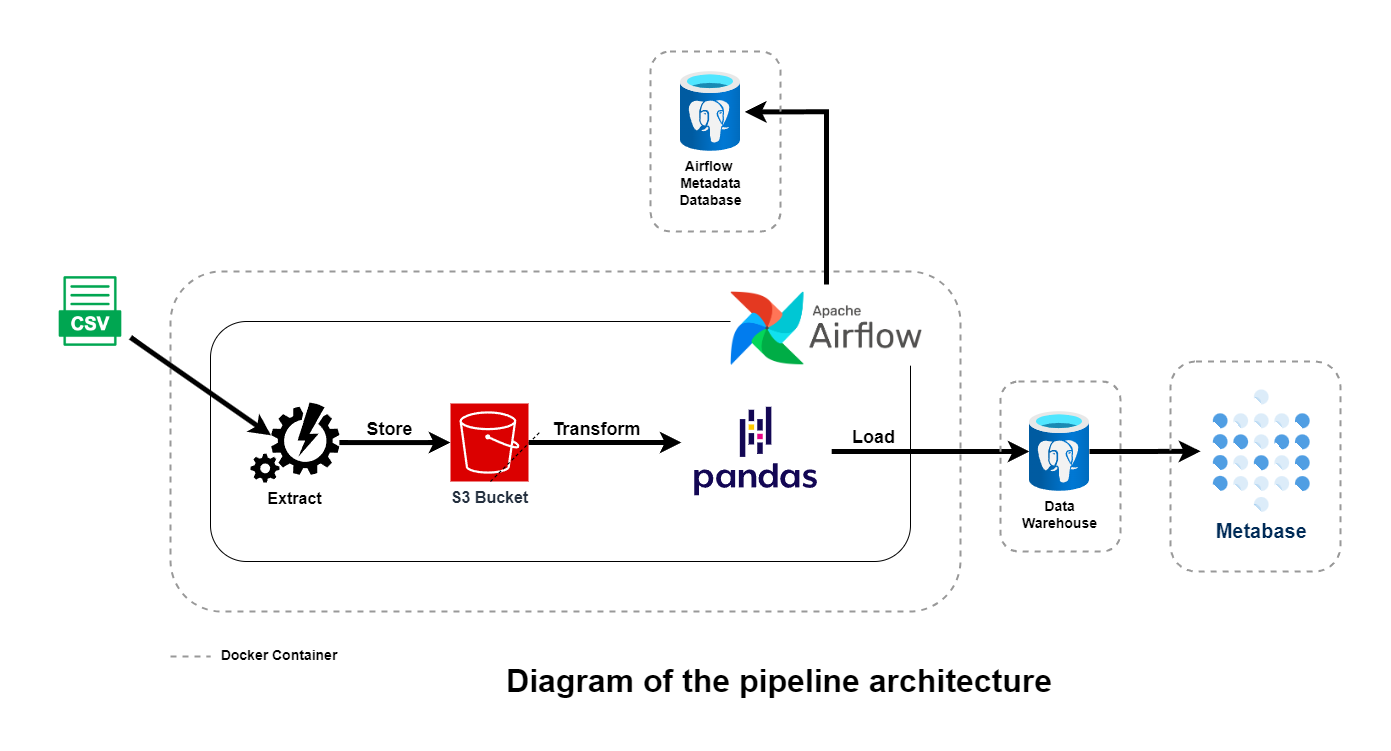 Airflow
Metadata
Database
CSV
Apache
Airflow
Store
Transform
Load
pandas
Extract
S3 Bucket
Data
Warehouse
Metabase
Docker Container
Diagram of the pipeline architecture